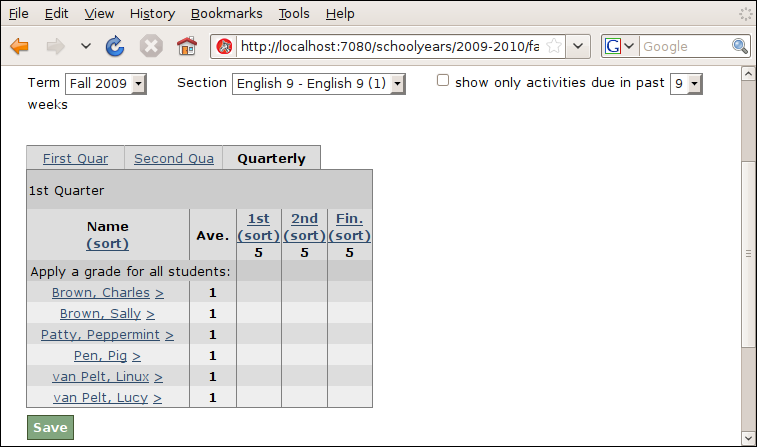 File Edit View History Bookmarks Tools Help
http://localhost:7080/schoolyears/2009-2010/fa
Google
Term Fall 2009 Section English 9 - English 9 (1) show only activities due in past 9
weeks
First Quar Second Qua Quarterly
1st Quarter
Name (sort) Ave. 1st (sort) 5 2nd (sort) 5 Fin. (sort) 5
Apply a grade for all students:
Brown, Charles > 1
Brown, Sally > 1
Patty, Peppermint > 1
Pen, Pig > 1
van Pelt, Linux > 1
van Pelt, Lucy > 1
Save